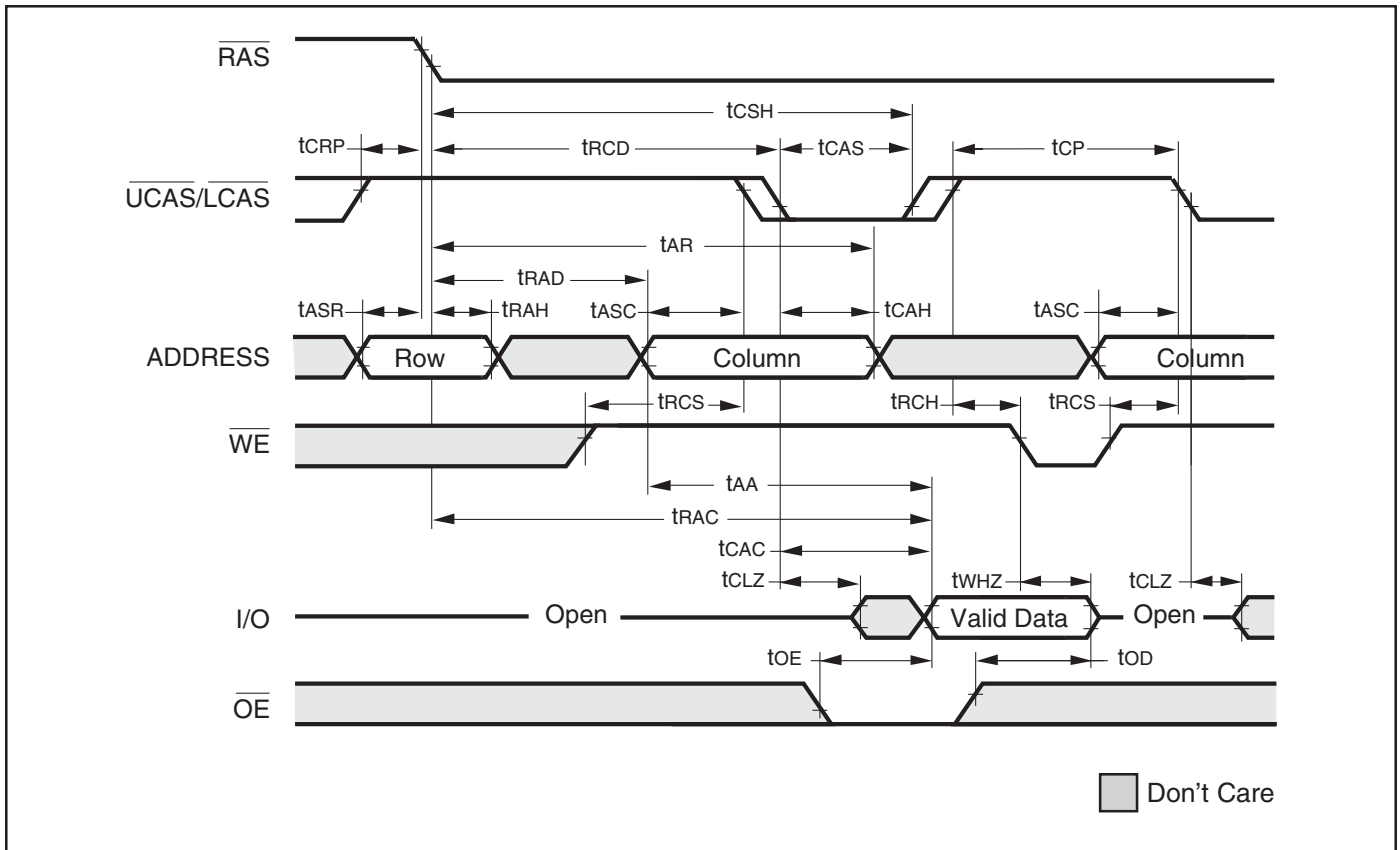 RAS
tCSH
tCRP tRCD tCAS tCP
UCAS/LCAS
tAR
tRAD
tASR tRAH tASC tCAH tASC
ADDRESS Row Column Column
tRCS tRCH tRCS
WE
tAA
tRAC
tCAC
tCLZ tWHZ tCLZ
I/O Open Valid Data Open
tOE tOD
OE
Don't Care